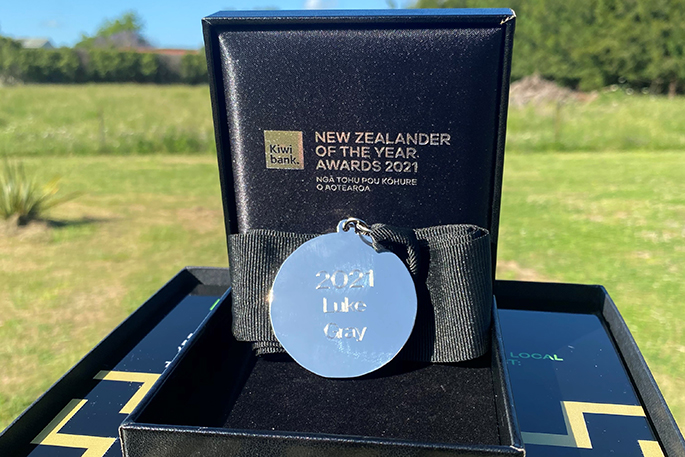 Kiwi
bank.
NEW ZEALANDER
OF THE YEAR
AWARDS 2021
NGĀ TOHU POU KŌHURE
O AOTEAROA
2021
Luke
Gray
LOCAL